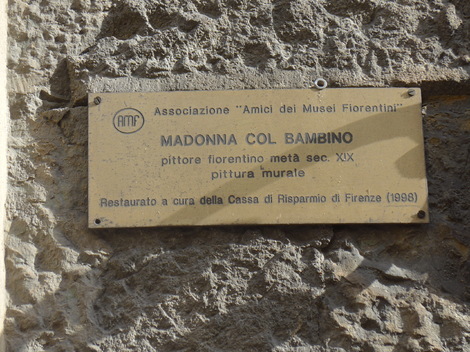 AMF
Associazione "Amici dei Musei Fiorentini"
MADONNA COL BAMBINO
pittore fiorentino metà sec. XIX
pittura murale
Restaurato a cura della Cassa di Risparmio di Firenze (1998)